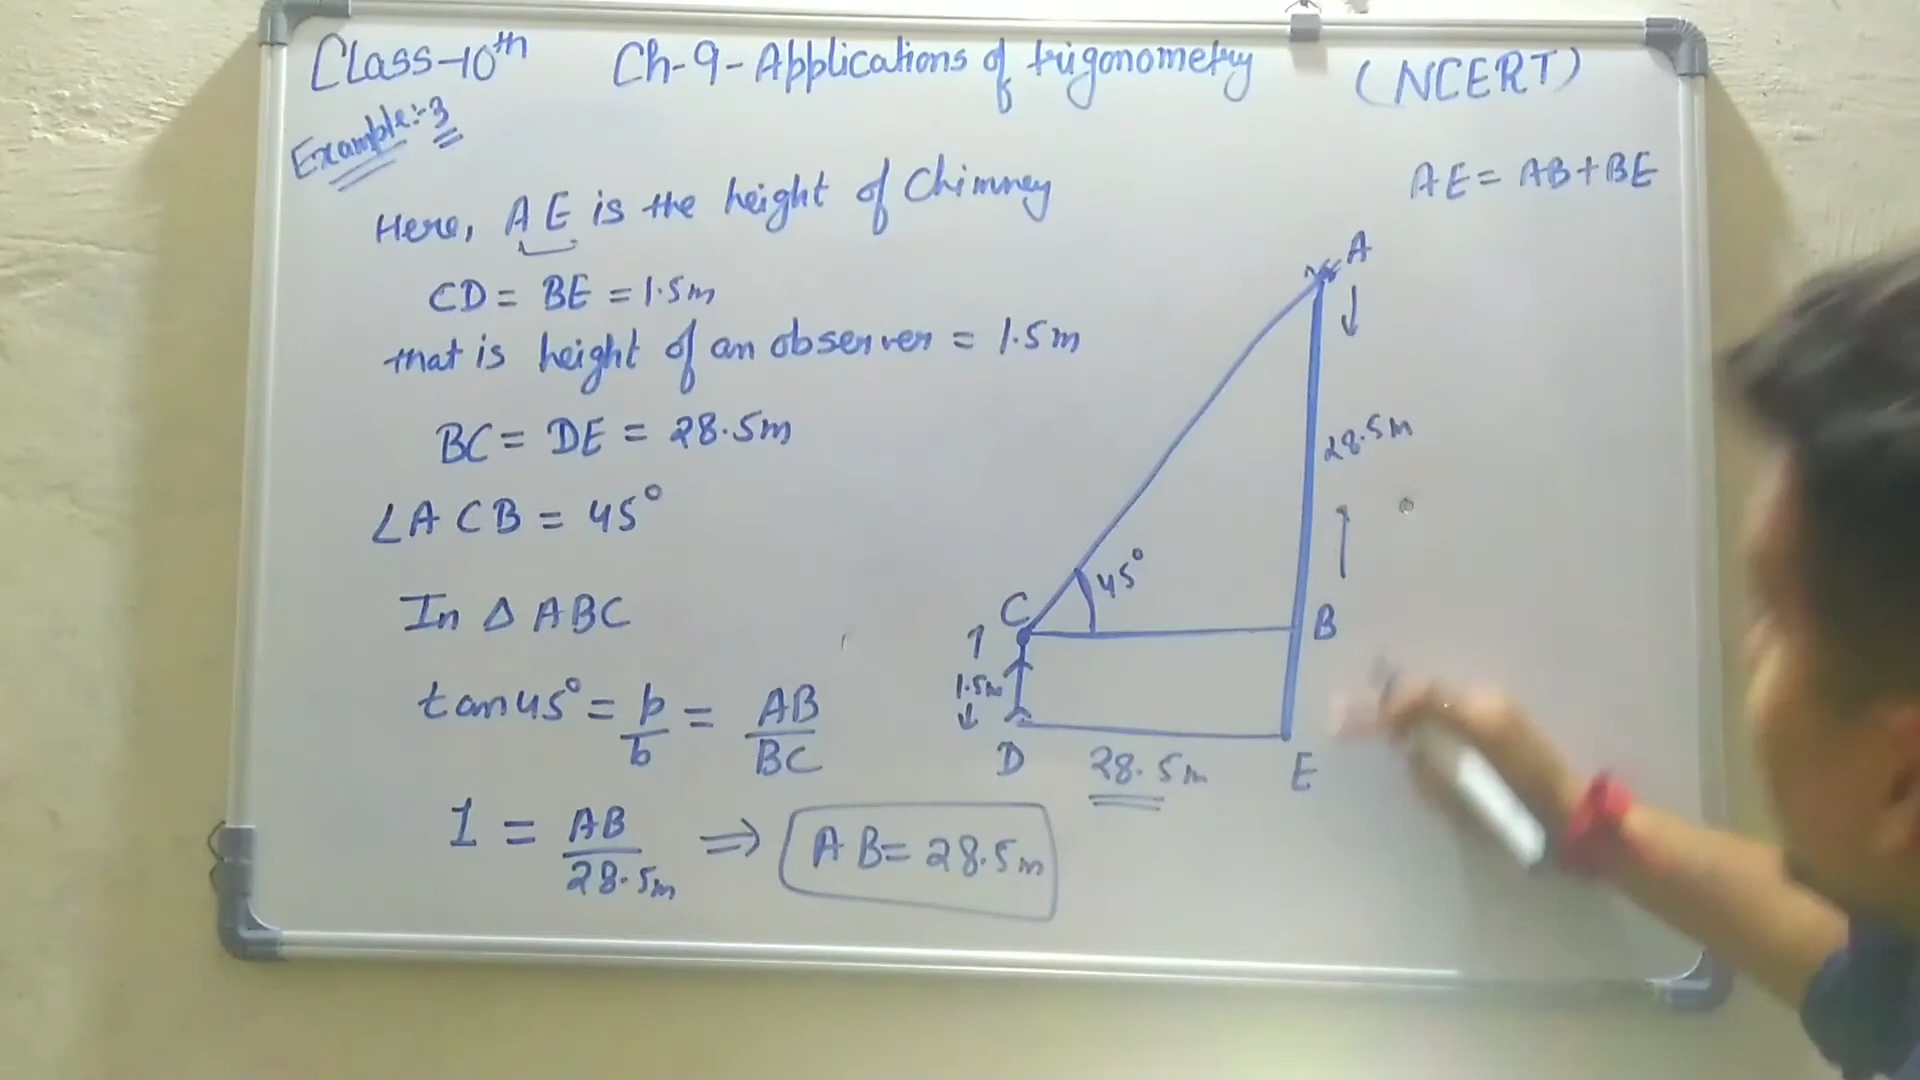 Class-10th Ch-9-Applications of trigonometry (NCERT)
Example:-3
AE = AB + BE
Here, AE is the height of Chimney
CD = BE = 1.5m
that is height of an observer = 1.5m
BC = DE = 28.5m
∠ACB = 45°
In Δ ABC
tan45° = p/b = AB/BC
1 = AB/28.5m ⇒ AB = 28.5m
A
28.5m
45°
C
B
1.5m
D
28.5m
E